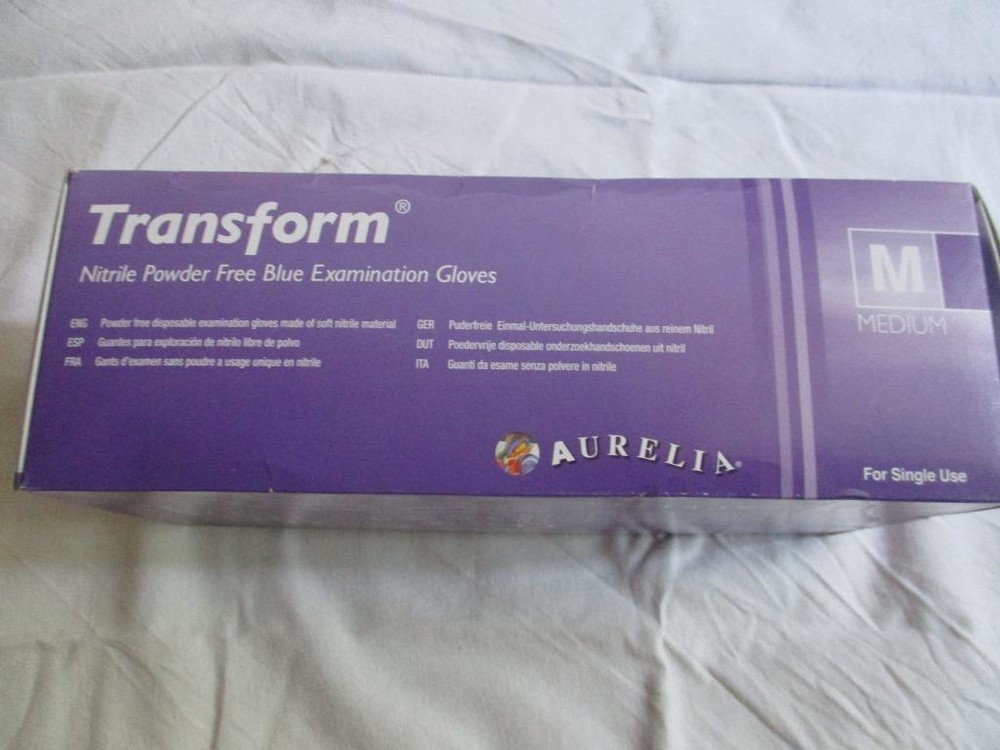 Transform®
Nitrile Powder Free Blue Examination Gloves
M
MEDIUM
ENG Powder free disposable examination gloves made of soft nitrile material
ESP Guantes para exploración de nitrilo libre de polvo
FRA Gants d'examen sans poudre a usage unique en nitrile
GER Puderfreie Einmal-Untersuchungshandschuhe aus reinem Nitril
DUT Poedervrije disposable onderzoekhandschoenen uit nitril
ITA Guanti da esame senza polvere in nitrile
AURELIA®
For Single Use